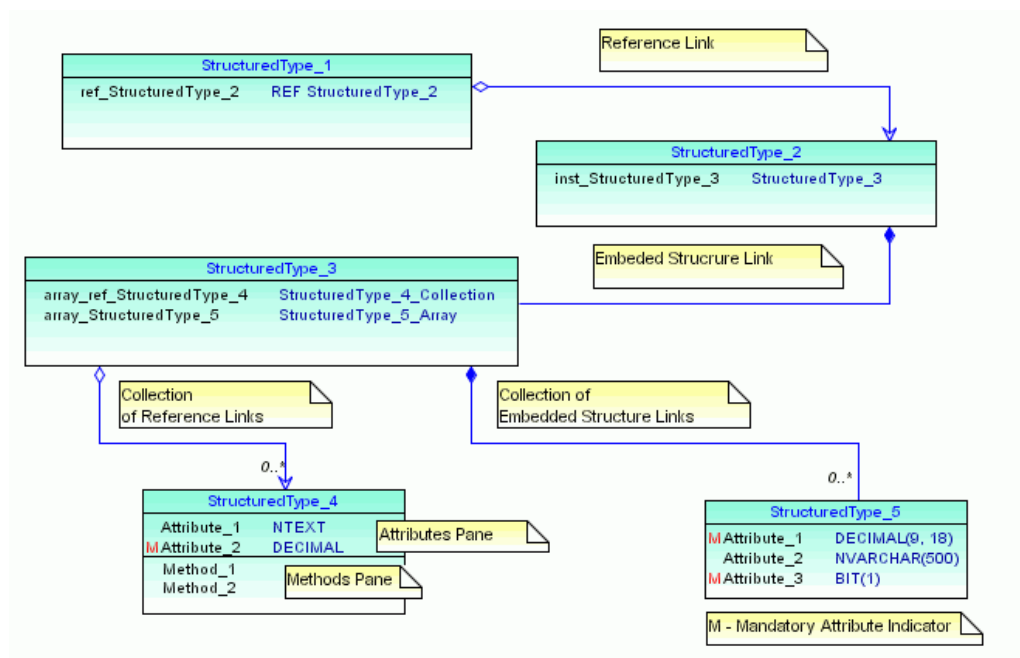 Reference Link
StructuredType_1
ref_StructuredType_2 REF StructuredType_2
StructuredType_2
inst_StructuredType_3 StructuredType_3
Embeded Strucrure Link
StructuredType_3
array_ref_StructuredType_4 StructuredType_4_Collection
array_StructuredType_5 StructuredType_5_Array
Collection
of Reference Links
Collection of
Embedded Structure Links
0..*
0..*
StructuredType_4
Attribute_1 NTEXT
M Attribute_2 DECIMAL
Method_1
Method_2
Attributes Pane
Methods Pane
StructuredType_5
M Attribute_1 DECIMAL(9, 18)
Attribute_2 NVARCHAR(500)
M Attribute_3 BIT(1)
M - Mandatory Attribute Indicator